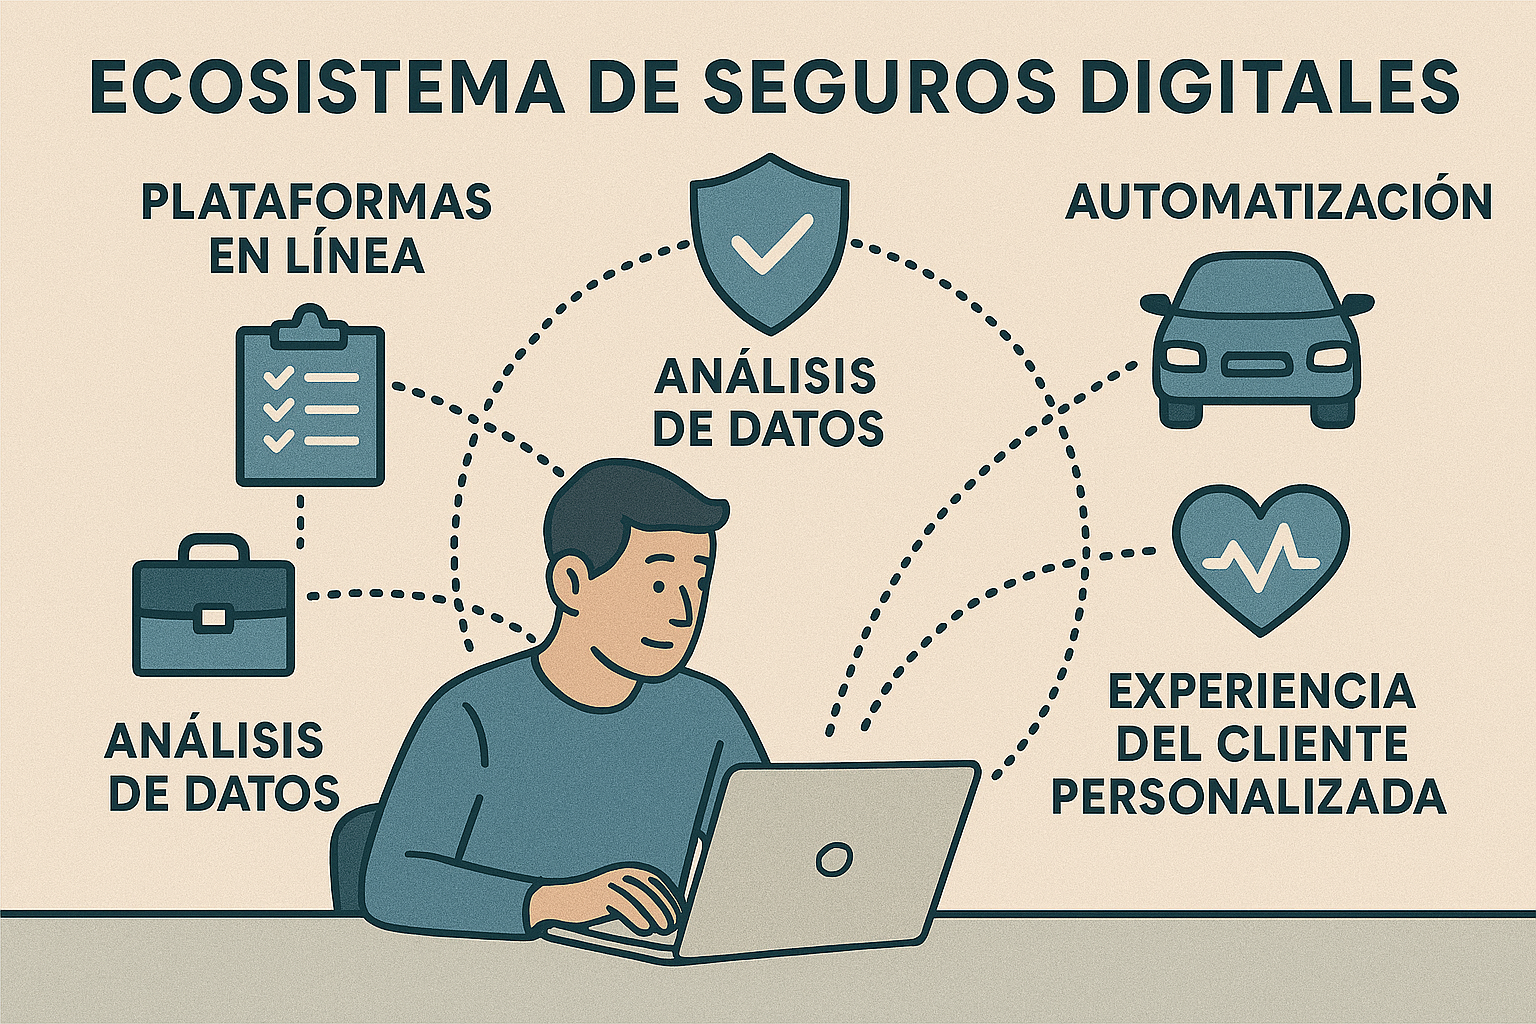 ECOSISTEMA DE SEGUROS DIGITALES
PLATAFORMAS
EN LÍNEA
ANÁLISIS
DE DATOS
AUTOMATIZACIÓN
ANÁLISIS
DE DATOS
EXPERIENCIA
DEL CLIENTE
PERSONALIZADA